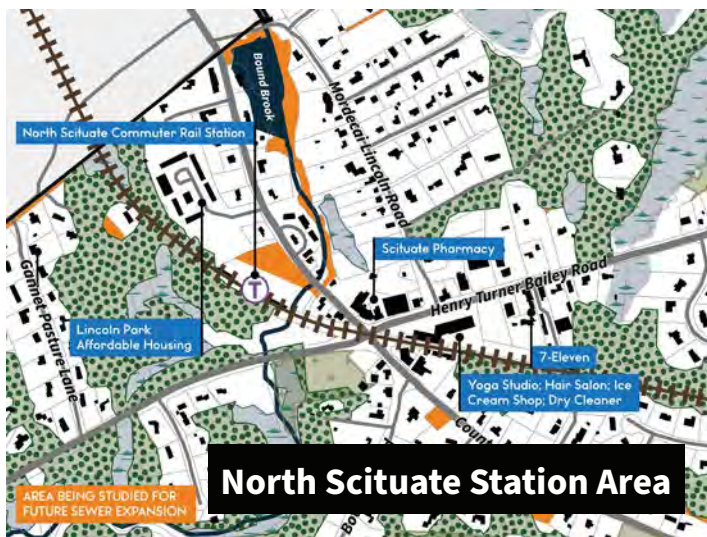 Bound Brook
Mordecai Lincoln Road
North Scituate Commuter Rail Station
Scituate Pharmacy
T
Henry Turner Bailey Road
Gannet Pasture Lane
Lincoln Park
Affordable Housing
7-Eleven
Yoga Studio; Hair Salon; Ice
Cream Shop; Dry Cleaner
North Scituate Station Area
AREA BEING STUDIED FOR
FUTURE SEWER EXPANSION